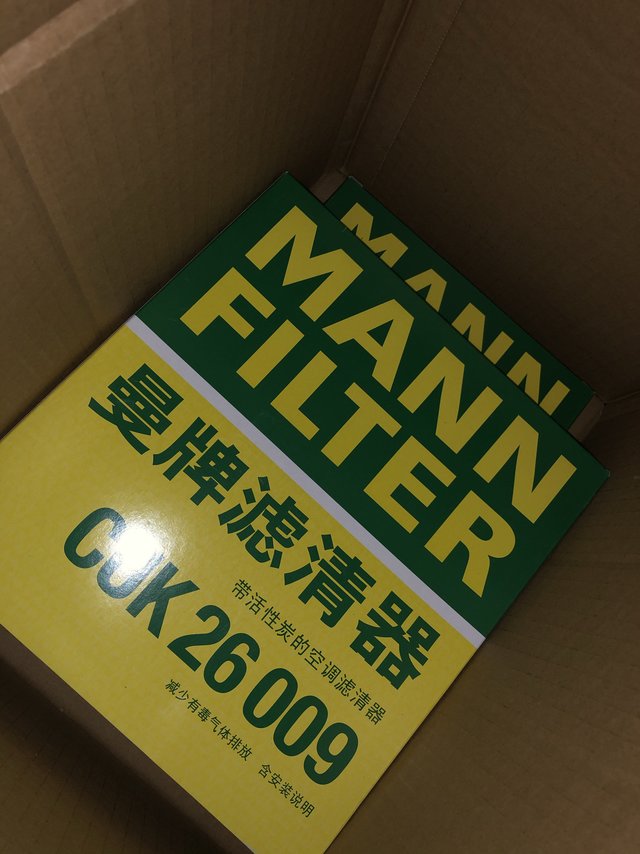 MANN
FILTER
曼牌滤清器
带活性炭的空调滤清器
CUK 26 009
减少有毒气体排放 含安装说明
MANN